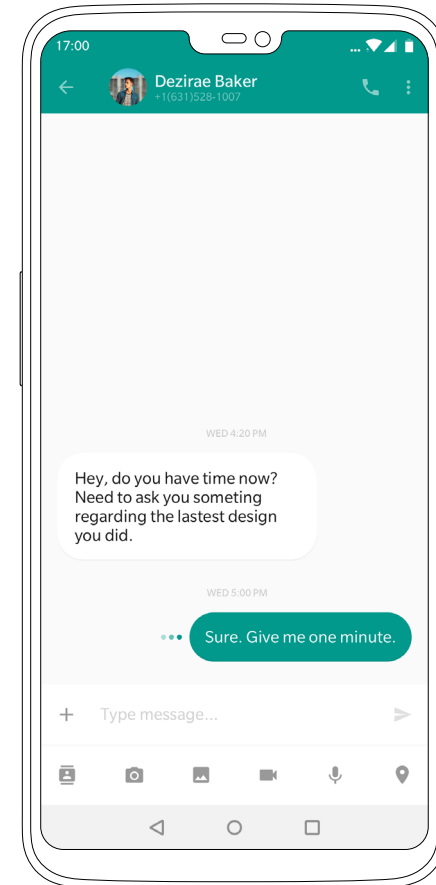 17:00
...
Dezirae Baker
+1(631)528-1007
WED 4:20 PM
Hey, do you have time now?
Need to ask you someting
regarding the lastest design
you did.
WED 5:00 PM
Sure. Give me one minute.
Type message...